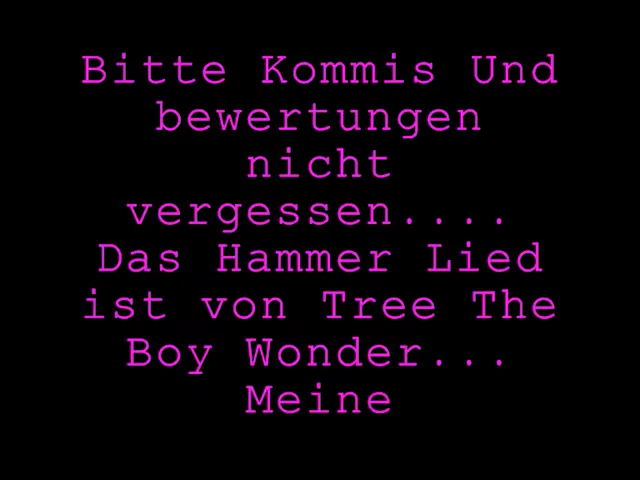 Bitte Kommis Und
bewertungen
nicht
vergessen....
Das Hammer Lied
ist von Tree The
Boy Wonder...
Meine